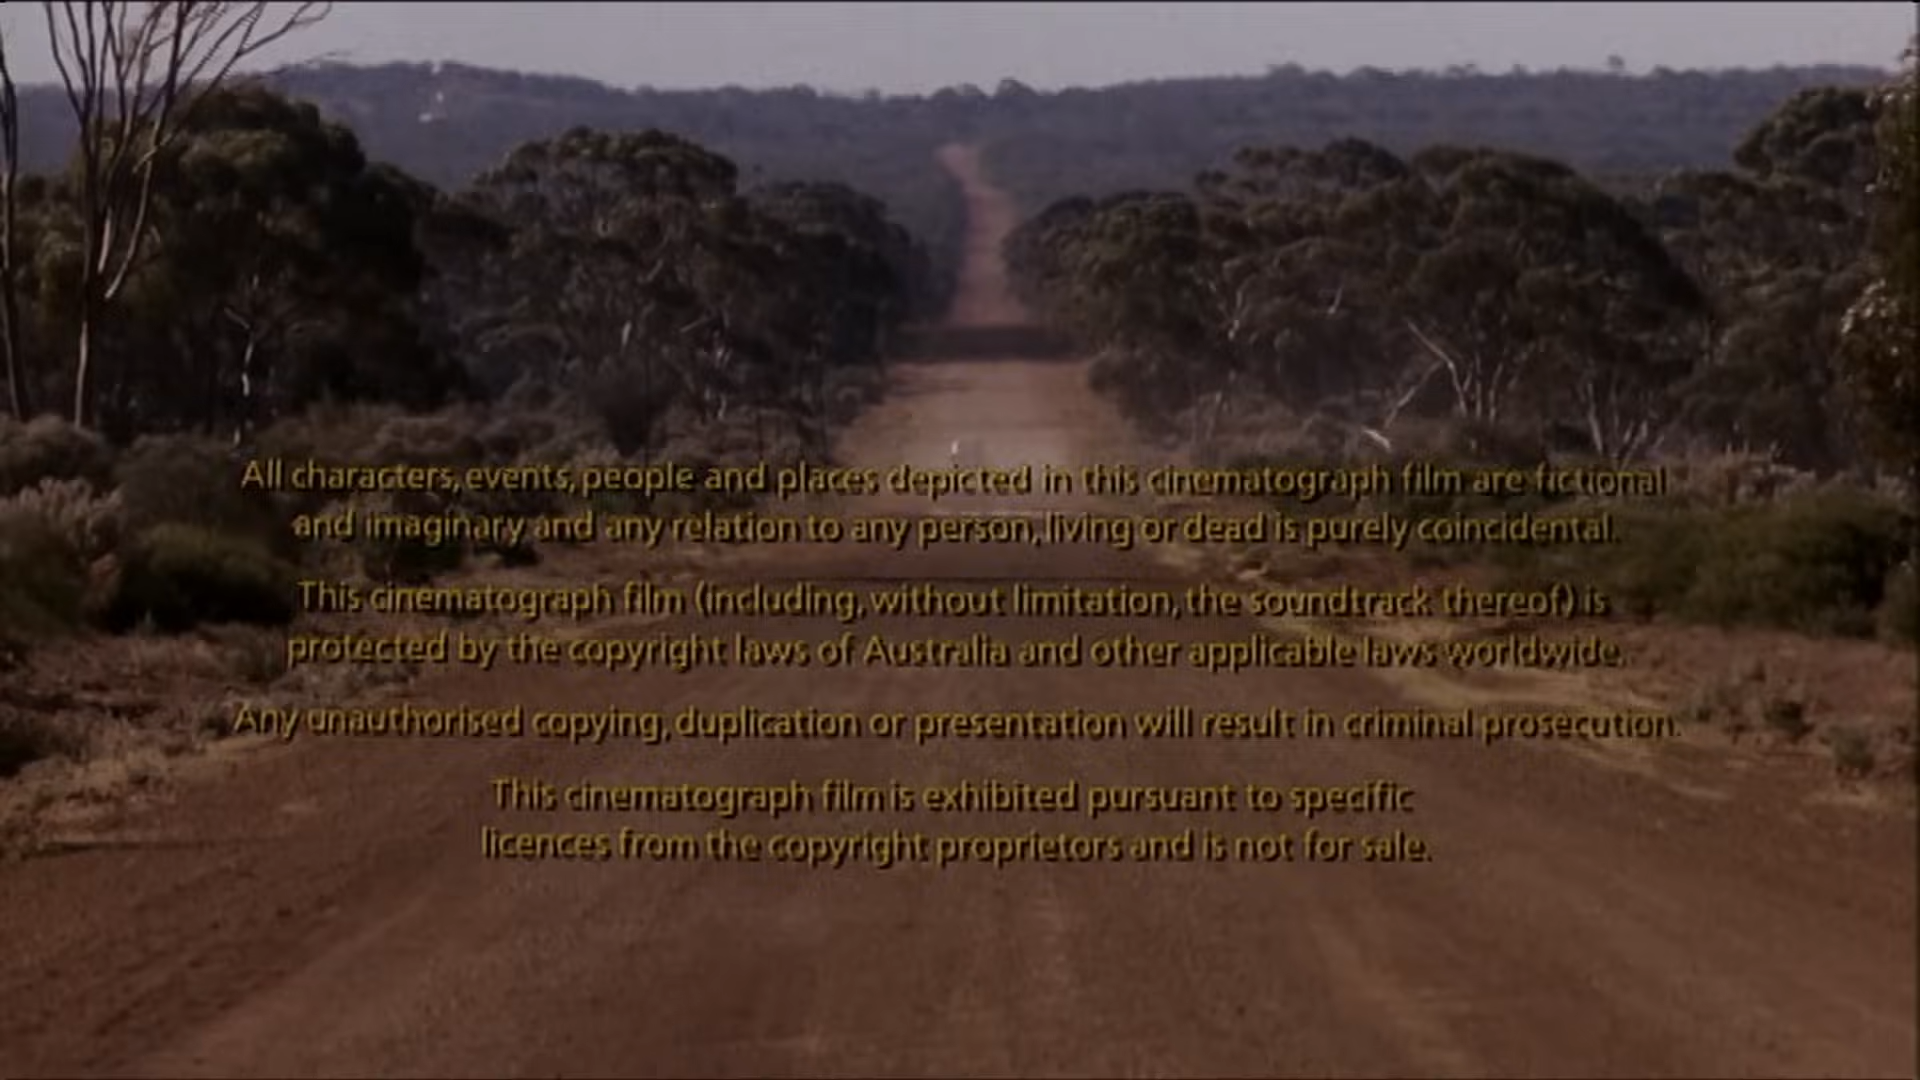 All characters, events, people and places depicted in this cinematograph film are fictional
and imaginary and any relation to any person, living or dead is purely coincidental.
This cinematograph film (including, without limitation, the soundtrack thereof) is
protected by the copyright laws of Australia and other applicable laws worldwide.
Any unauthorised copying, duplication or presentation will result in criminal prosecution.
This cinematograph film is exhibited pursuant to specific
licences from the copyright proprietors and is not for sale.